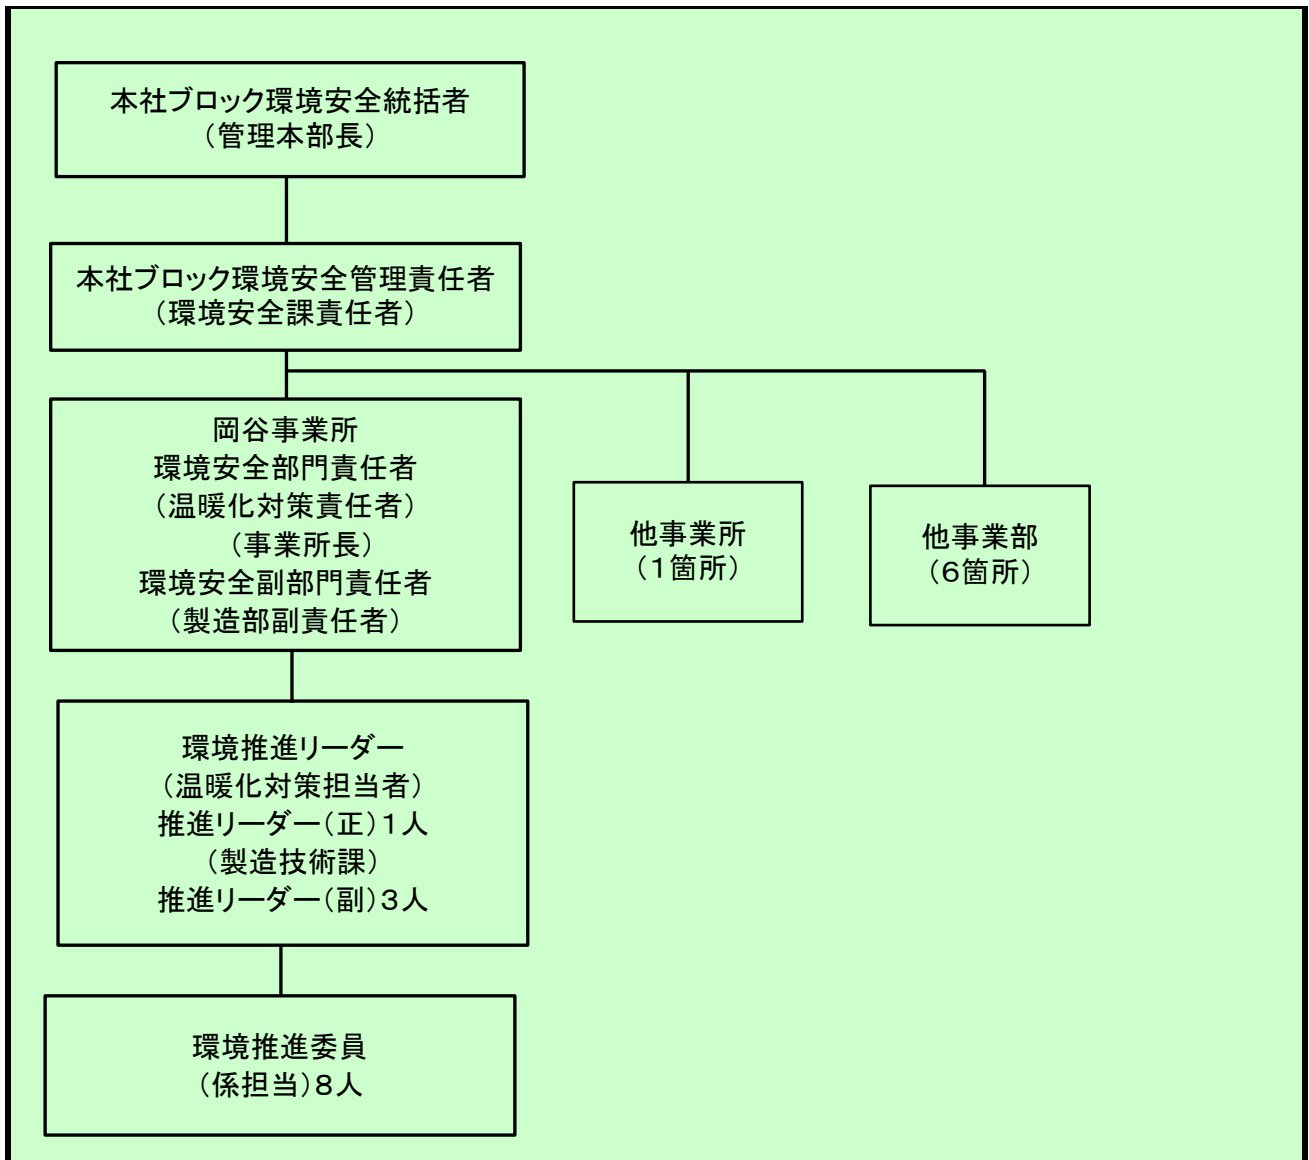 本社ブロック環境安全統括者
（管理本部長）
本社ブロック環境安全管理責任者
（環境安全課責任者）
岡谷事業所
環境安全部門責任者
（温暖化対策責任者）
（事業所長）
環境安全副部門責任者
（製造部副責任者）
他事業所
（１箇所）
他事業部
（６箇所）
環境推進リーダー
（温暖化対策担当者）
推進リーダー（正）１人
（製造技術課）
推進リーダー（副）３人
環境推進委員
（係担当）８人